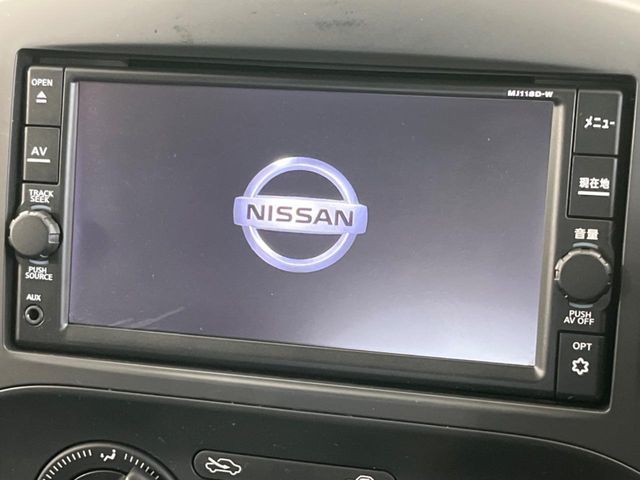 OPEN
MJ118D-W
AV
メニュー
現在地
TRACK
SEEK
NISSAN
音量
PUSH
SOURCE
PUSH
AV OFF
AUX
OPT